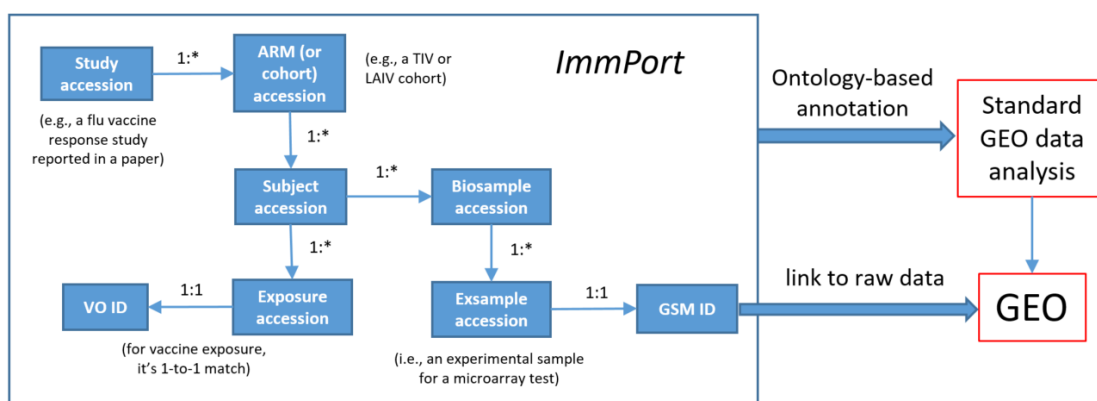 Study
accession
(e.g., a flu vaccine
response study
reported in a paper)
1:*
ARM (or
cohort)
accession
(e.g., a TIV or
LAIV cohort)
ImmPort
1:*
Subject
accession
1:*
Biosample
accession
1:*
1:*
VO ID
1:1
Exposure
accession
(for vaccine exposure,
it's 1-to-1 match)
Exsample
accession
(i.e., an experimental sample
for a microarray test)
1:1
GSM ID
Ontology-based
annotation
Standard
GEO data
analysis
link to raw data
GEO